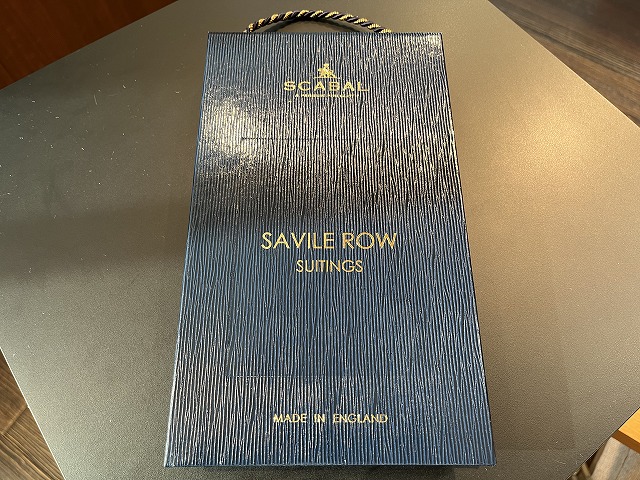 SCABAL
SAVILE ROW
SUITINGS
MADE IN ENGLAND